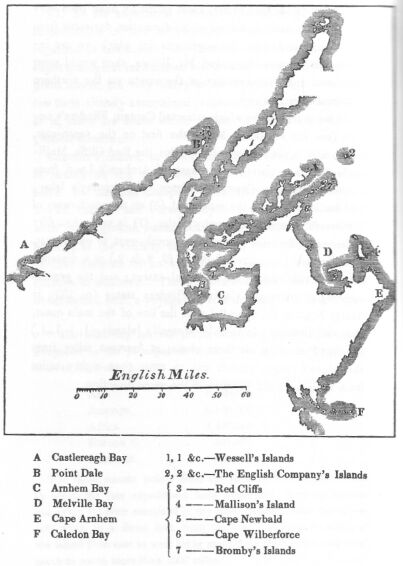 A
B
C
D
E
F
2
5
6
English Miles.
0 10 20 30 40 50 60
A Castlereagh Bay 1, 1 &c.—Wessell's Islands
B Point Dale 2, 2 &c.—The English Company's Islands
C Arnhem Bay 3 ——— Red Cliffs
D Melville Bay 4 ——— Mallison's Island
E Cape Arnhem 5 ——— Cape Newbald
F Caledon Bay 6 ——— Cape Wilberforce
7 ——— Bromby's Islands